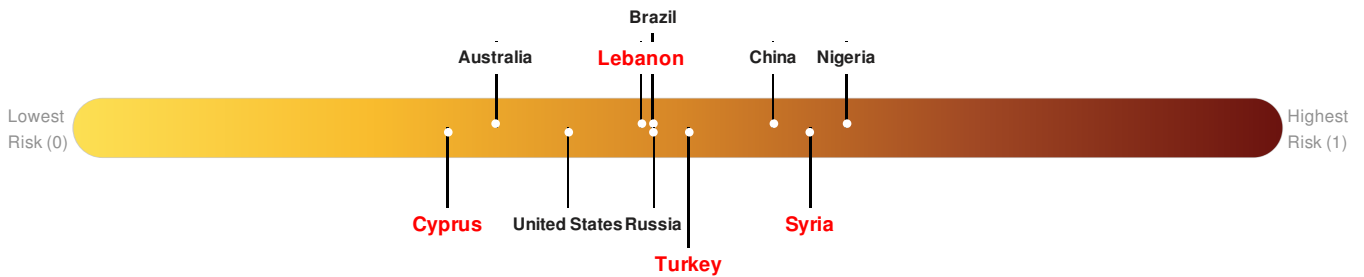 Brazil
Australia
Lebanon
China
Nigeria
Lowest
Risk (0)
Highest
Risk (1)
Cyprus
United States
Russia
Syria
Turkey